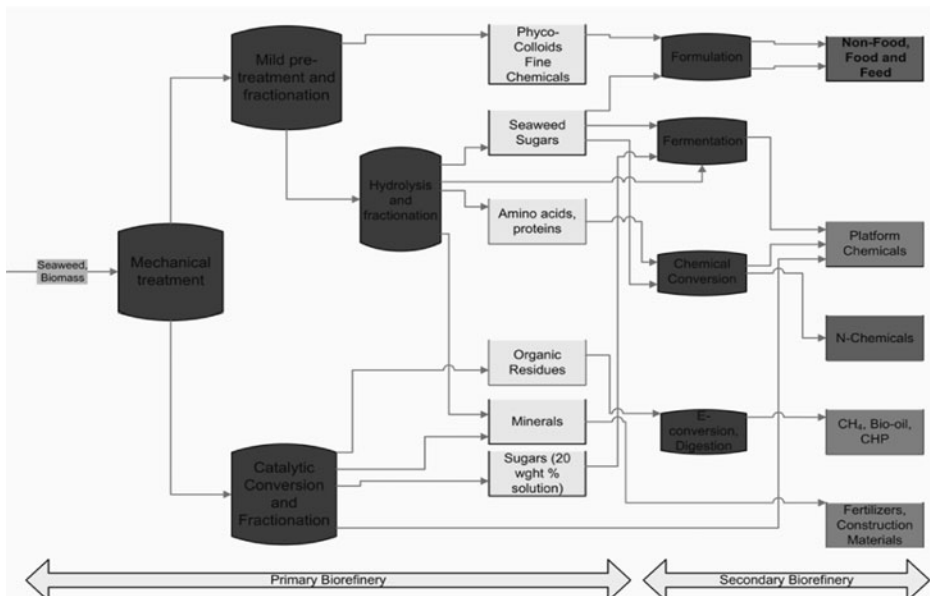 Mild pre-
treatment and
fractionation
Phyco-
Colloids
Fine
Chemicals
Formulation
Non-Food,
Food and
Feed
Seaweed
Sugars
Fermentation
Hydrolysis
and
fractionation
Amino acids,
proteins
Platform
Chemicals
Seaweed,
Biomass
Mechanical
treatment
Chemical
Conversion
N-Chemicals
Organic
Residues
Minerals
E-
conversion,
Digestion
CH₄, Bio-oil,
CHP
Catalytic
Conversion
and
Fractionation
Sugars (20
wght %
solution)
Fertilizers,
Construction
Materials
Primary Biorefinery
Secondary Biorefinery